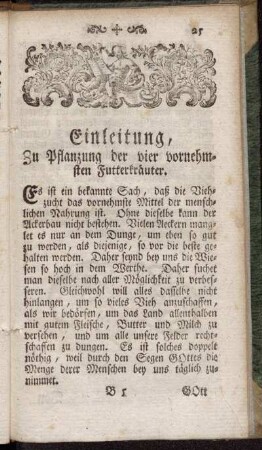 25
Einleitung,
Zu Pflanzung der vier vornehm-
sten Futterkräuter.
Es ist ein bekannte Sach, daß die Vieh-
zucht das vornehmste Mittel der mensch-
lichen Nahrung ist. Ohne dieselbe kann der
Ackerbau nicht bestehen. Vielen Aeckern mang-
let es nur an dem Dunge, um eben so gut
zu werden, als diejenige, so vor die beste ge-
halten werden. Daher seynd bey uns die Wie-
sen so hoch in dem Werthe. Daher suchet
man dieselbe nach aller Möglichkeit zu verbes-
seren. Gleichwohl will alles dasselbe nicht
hinlangen, um so vieles Vieh anzuschaffen,
als wir bedörfen, um das Land allenthalben
mit gutem Fleische, Butter und Milch zu
versehen, und um alle unsere Felder recht-
schaffen zu dungen. Es ist solches doppelt
nöthig, weil durch den Segen GOttes die
Menge derer Menschen bey uns täglich zu-
nimmet.
B 5 GOtt